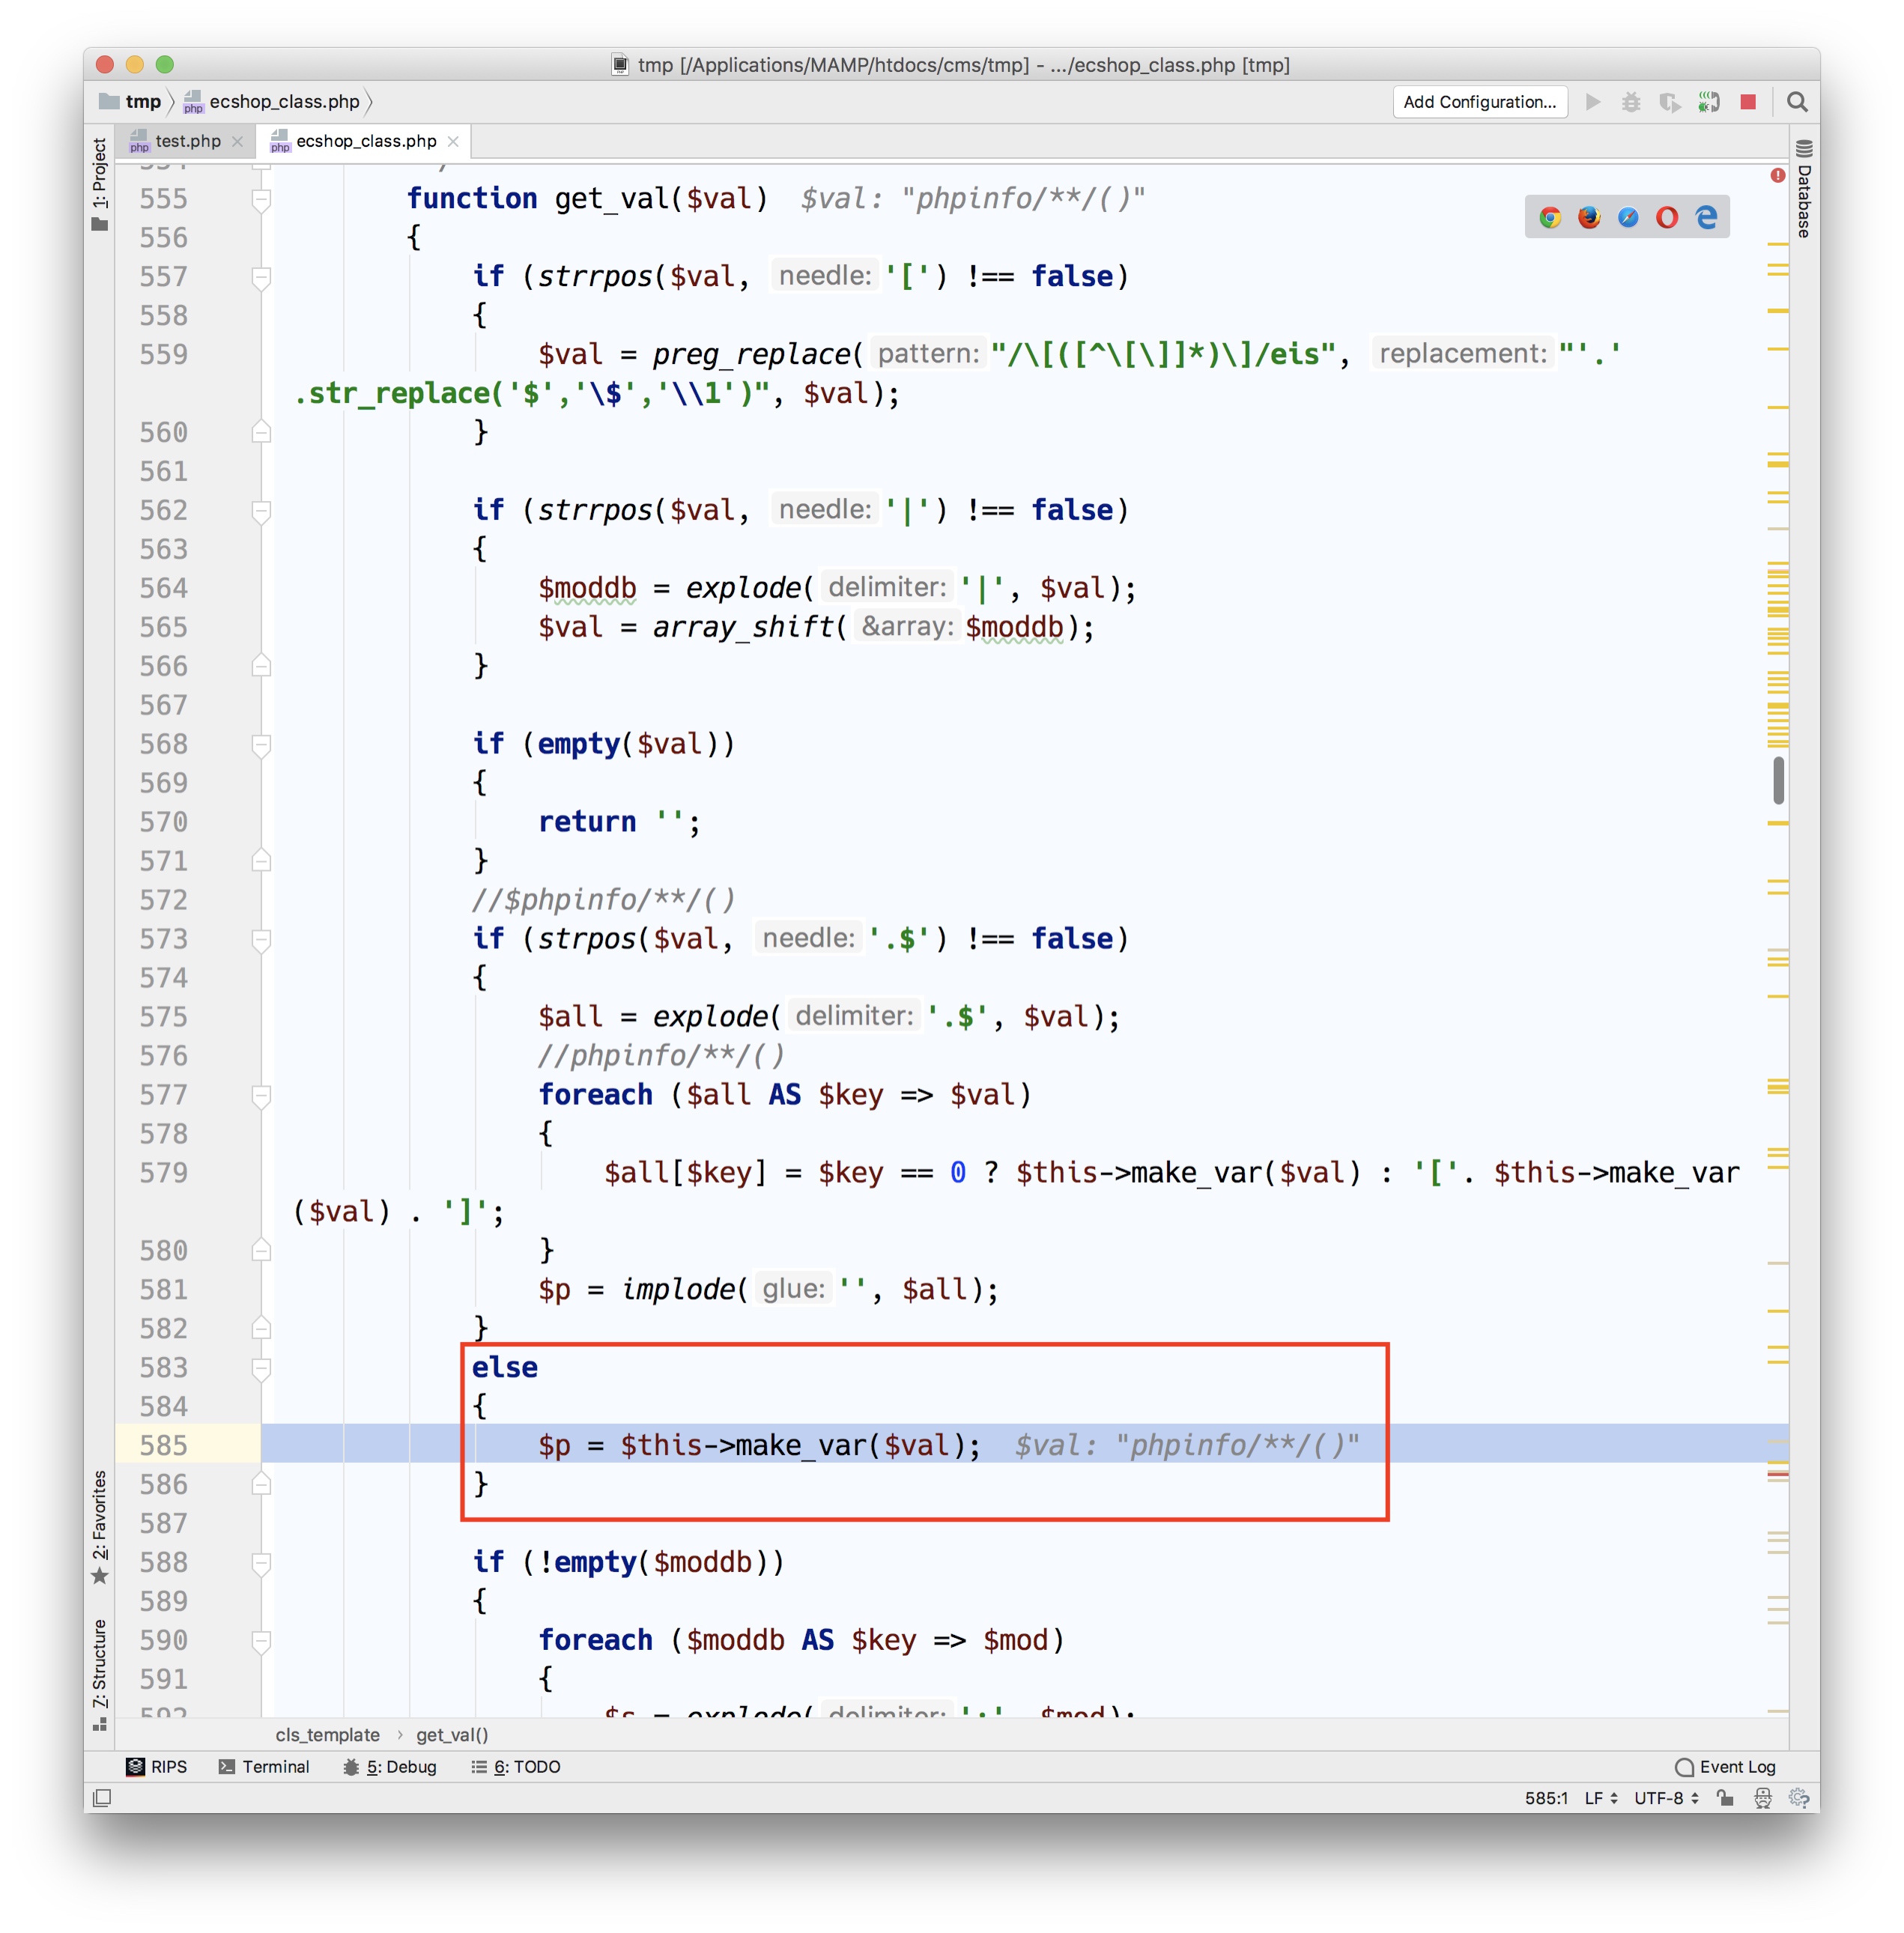 tmp [/Applications/MAMP/htdocs/cms/tmp] - .../ecshop_class.php [tmp]
tmp php ecshop_class.php Add Configuration...
php test.php php ecshop_class.php
1: Project
Database
555 function get_val($val) $val: "phpinfo/**/()"
556 {
557 if (strrpos($val, needle: '[') !== false)
558 {
559 $val = preg_replace( pattern: "/\[([^\[\]]*)\]/eis", replacement: "'.'
.str_replace('$','\$','\\1')", $val);
560 }
561
562 if (strrpos($val, needle: '|') !== false)
563 {
564 $moddb = explode( delimiter: '|', $val);
565 $val = array_shift( &array: $moddb);
566 }
567
568 if (empty($val))
569 {
570 return '';
571 }
572 //$phpinfo/**/()
573 if (strpos($val, needle: '.$') !== false)
574 {
575 $all = explode( delimiter: '.$', $val);
576 //phpinfo/**/()
577 foreach ($all AS $key => $val)
578 {
579 $all[$key] = $key == 0 ? $this->make_var($val) : '['. $this->make_var
($val) . ']';
580 }
581 $p = implode( glue: '', $all);
582 }
583 else
584 {
585 $p = $this->make_var($val); $val: "phpinfo/**/()"
586 }
587
588 if (!empty($moddb))
589 {
590 foreach ($moddb AS $key => $mod)
591 {
592 $s = explode( delimiter: ':', $mod);
2: Favorites
7: Structure
cls_template › get_val()
RIPS Terminal 5: Debug 6: TODO Event Log
585:1 LF UTF-8